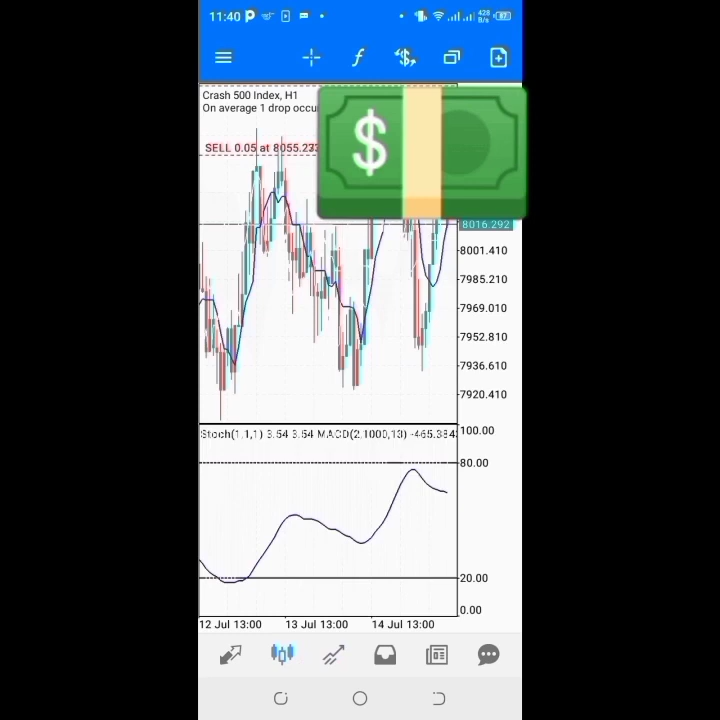 11:40
428
B/s
87
Crash 500 Index, H1
On average 1 drop occu
SELL 0.05 at 8055.233
$
8016.292
8001.410
7985.210
7969.010
7952.810
7936.610
7920.410
Stoch(1,1,1) 3.54 3.54 MACD(2,1000,13) -465.384
100.00
80.00
20.00
0.00
12 Jul 13:00 13 Jul 13:00 14 Jul 13:00